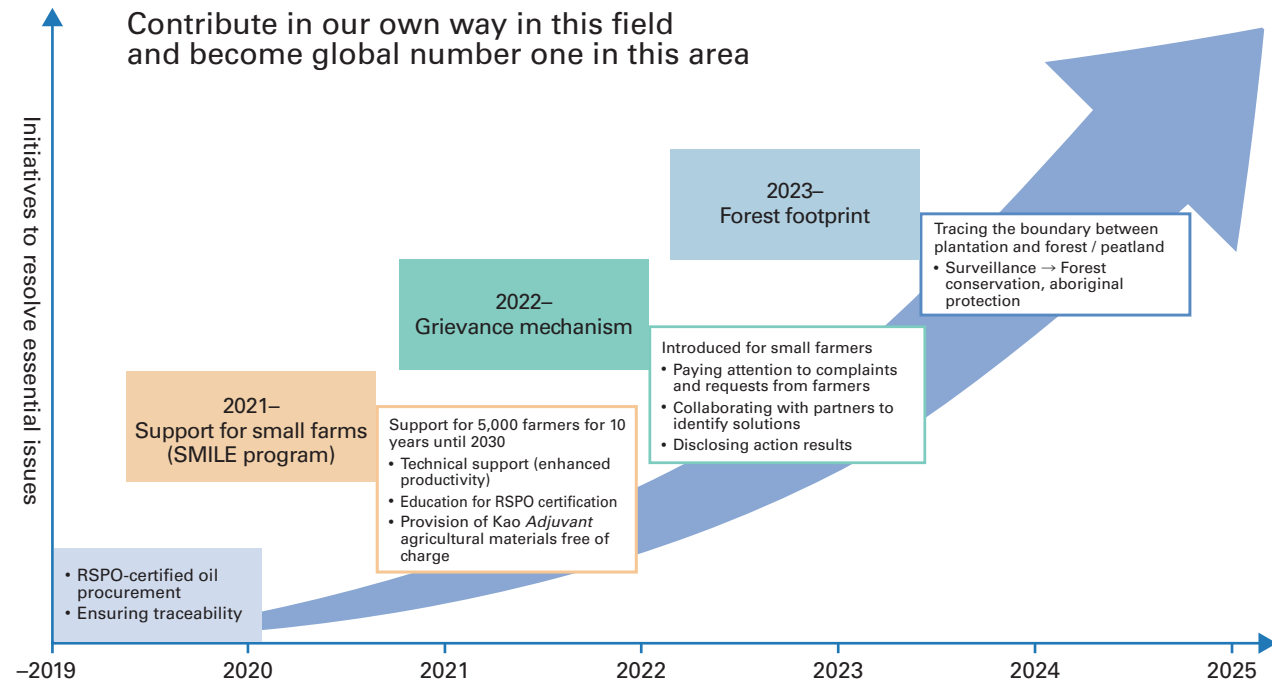 Contribute in our own way in this field
and become global number one in this area
Initiatives to resolve essential issues
2023–
Forest footprint
Tracing the boundary between
plantation and forest / peatland
• Surveillance → Forest
conservation, aboriginal
protection
2022–
Grievance mechanism
Introduced for small farmers
• Paying attention to complaints
and requests from farmers
• Collaborating with partners to
identify solutions
• Disclosing action results
2021–
Support for small farms
(SMILE program)
Support for 5,000 farmers for 10
years until 2030
• Technical support (enhanced
productivity)
• Education for RSPO certification
• Provision of Kao Adjuvant
agricultural materials free of
charge
• RSPO-certified oil
procurement
• Ensuring traceability
–2019 2020 2021 2022 2023 2024 2025